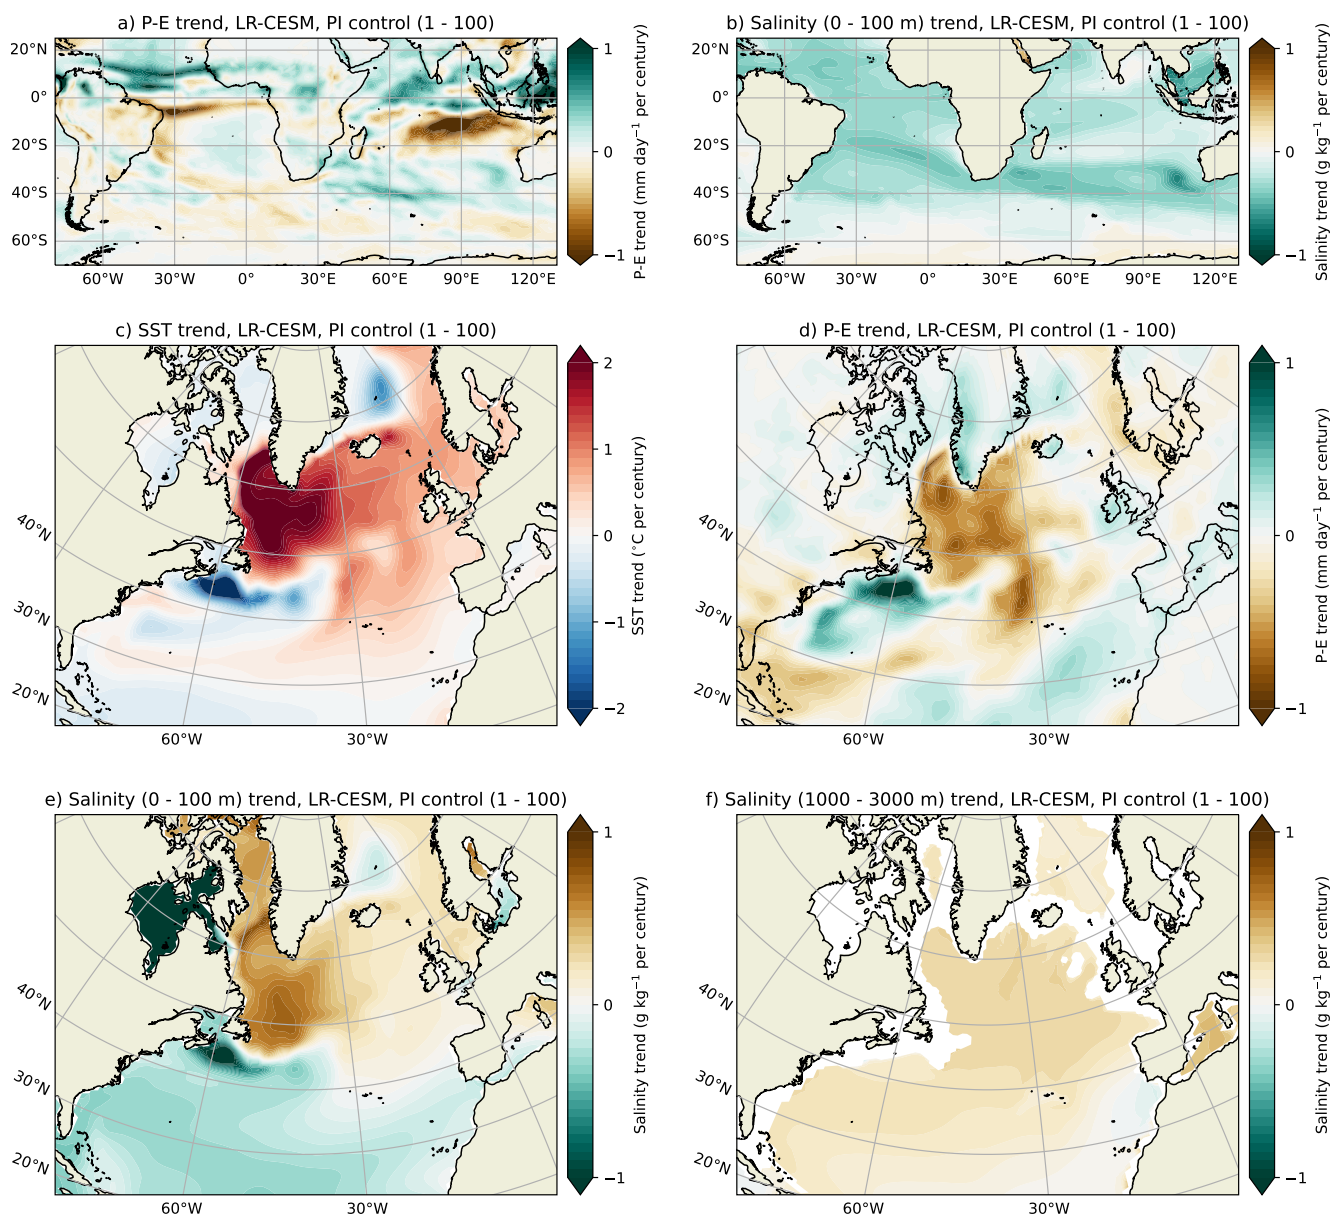 a) P-E trend, LR-CESM, PI control (1 - 100)
20°N
0°
20°S
40°S
60°S
60°W 30°W 0° 30°E 60°E 90°E 120°E
1
0
−1
P-E trend (mm day⁻¹ per century)
b) Salinity (0 - 100 m) trend, LR-CESM, PI control (1 - 100)
20°N
0°
20°S
40°S
60°S
60°W 30°W 0° 30°E 60°E 90°E 120°E
1
0
−1
Salinity trend (g kg⁻¹ per century)
c) SST trend, LR-CESM, PI control (1 - 100)
40°N
30°N
20°N
60°W 30°W
2
1
0
−1
−2
SST trend (°C per century)
d) P-E trend, LR-CESM, PI control (1 - 100)
40°N
30°N
20°N
60°W 30°W
1
0
−1
P-E trend (mm day⁻¹ per century)
e) Salinity (0 - 100 m) trend, LR-CESM, PI control (1 - 100)
40°N
30°N
20°N
60°W 30°W
1
0
−1
Salinity trend (g kg⁻¹ per century)
f) Salinity (1000 - 3000 m) trend, LR-CESM, PI control (1 - 100)
40°N
30°N
20°N
60°W 30°W
1
0
−1
Salinity trend (g kg⁻¹ per century)